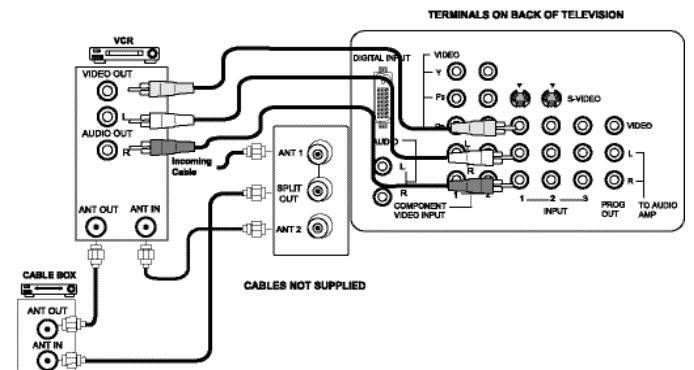 TERMINALS ON BACK OF TELEVISION
VCR
VIDEO OUT
L
AUDIO OUT
R
Incoming
Cable
ANT OUT
ANT IN
ANT 1
SPLIT
OUT
ANT 2
CABLES NOT SUPPLIED
CABLE BOX
ANT OUT
ANT IN
DIGITAL INPUT
VIDEO
Y
PB
S-VIDEO
VIDEO
AUDIO
L
R
L
R
L
R
COMPONENT
VIDEO INPUT
1
2
1 2 3
INPUT
PROG
OUT
TO AUDIO
AMP